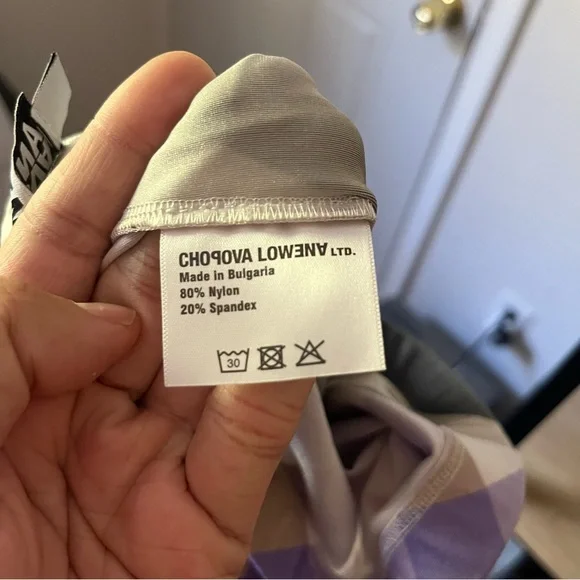 CHOPOVA LOWENA LTD.
Made in Bulgaria
80% Nylon
20% Spandex
30